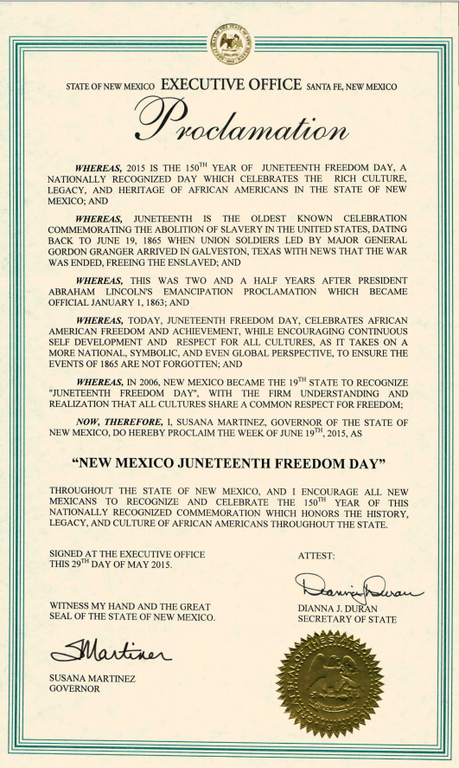 STATE OF NEW MEXICO EXECUTIVE OFFICE SANTA FE, NEW MEXICO
Proclamation
WHEREAS, 2015 IS THE 150TH YEAR OF JUNETEENTH FREEDOM DAY, A
NATIONALLY RECOGNIZED DAY WHICH CELEBRATES THE RICH CULTURE,
LEGACY, AND HERITAGE OF AFRICAN AMERICANS IN THE STATE OF NEW
MEXICO; AND
WHEREAS, JUNETEENTH IS THE OLDEST KNOWN CELEBRATION
COMMEMORATING THE ABOLITION OF SLAVERY IN THE UNITED STATES, DATING
BACK TO JUNE 19, 1865 WHEN UNION SOLDIERS LED BY MAJOR GENERAL
GORDON GRANGER ARRIVED IN GALVESTON, TEXAS WITH NEWS THAT THE WAR
WAS ENDED, FREEING THE ENSLAVED; AND
WHEREAS, THIS WAS TWO AND A HALF YEARS AFTER PRESIDENT
ABRAHAM LINCOLN'S EMANCIPATION PROCLAMATION WHICH BECAME
OFFICIAL JANUARY 1, 1863; AND
WHEREAS, TODAY, JUNETEENTH FREEDOM DAY, CELEBRATES AFRICAN
AMERICAN FREEDOM AND ACHIEVEMENT, WHILE ENCOURAGING CONTINUOUS
SELF DEVELOPMENT AND RESPECT FOR ALL CULTURES, AS IT TAKES ON A
MORE NATIONAL, SYMBOLIC, AND EVEN GLOBAL PERSPECTIVE, TO ENSURE THE
EVENTS OF 1865 ARE NOT FORGOTTEN; AND
WHEREAS, IN 2006, NEW MEXICO BECAME THE 19TH STATE TO RECOGNIZE
"JUNETEENTH FREEDOM DAY", WITH THE FIRM UNDERSTANDING AND
REALIZATION THAT ALL CULTURES SHARE A COMMON RESPECT FOR FREEDOM;
NOW, THEREFORE, I, SUSANA MARTINEZ, GOVERNOR OF THE STATE OF
NEW MEXICO, DO HEREBY PROCLAIM THE WEEK OF JUNE 19TH, 2015, AS
“NEW MEXICO JUNETEENTH FREEDOM DAY”
THROUGHOUT THE STATE OF NEW MEXICO, AND I ENCOURAGE ALL NEW
MEXICANS TO RECOGNIZE AND CELEBRATE THE 150TH YEAR OF THIS
NATIONALLY RECOGNIZED COMMEMORATION WHICH HONORS THE HISTORY,
LEGACY, AND CULTURE OF AFRICAN AMERICANS THROUGHOUT THE STATE.
SIGNED AT THE EXECUTIVE OFFICE
THIS 29TH DAY OF MAY 2015.
WITNESS MY HAND AND THE GREAT
SEAL OF THE STATE OF NEW MEXICO.
SMartinez
SUSANA MARTINEZ
GOVERNOR
ATTEST:
Dianna J Duran
DIANNA J. DURAN
SECRETARY OF STATE